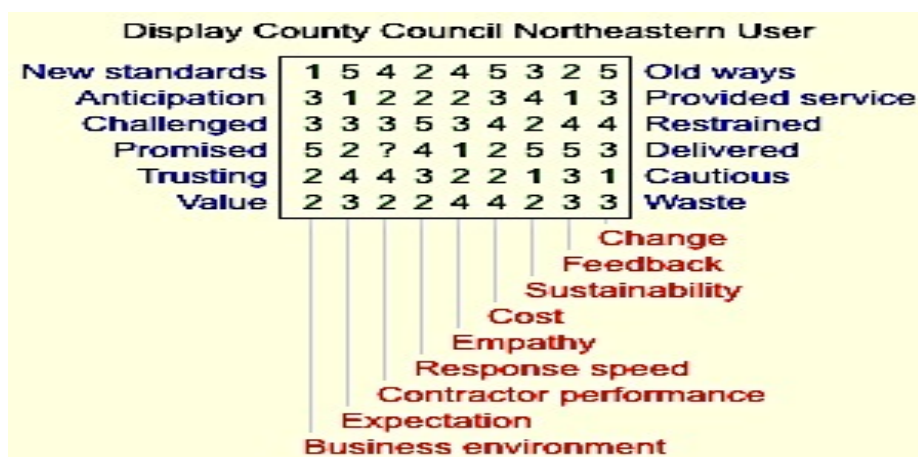 Display County Council Northeastern User
New standards 1 5 4 2 4 5 3 2 5 Old ways
Anticipation 3 1 2 2 2 3 4 1 3 Provided service
Challenged 3 3 3 5 3 4 2 4 4 Restrained
Promised 5 2 ? 4 1 2 5 5 3 Delivered
Trusting 2 4 4 3 2 2 1 3 1 Cautious
Value 2 3 2 2 4 4 2 3 3 Waste
Change
Feedback
Sustainability
Cost
Empathy
Response speed
Contractor performance
Expectation
Business environment